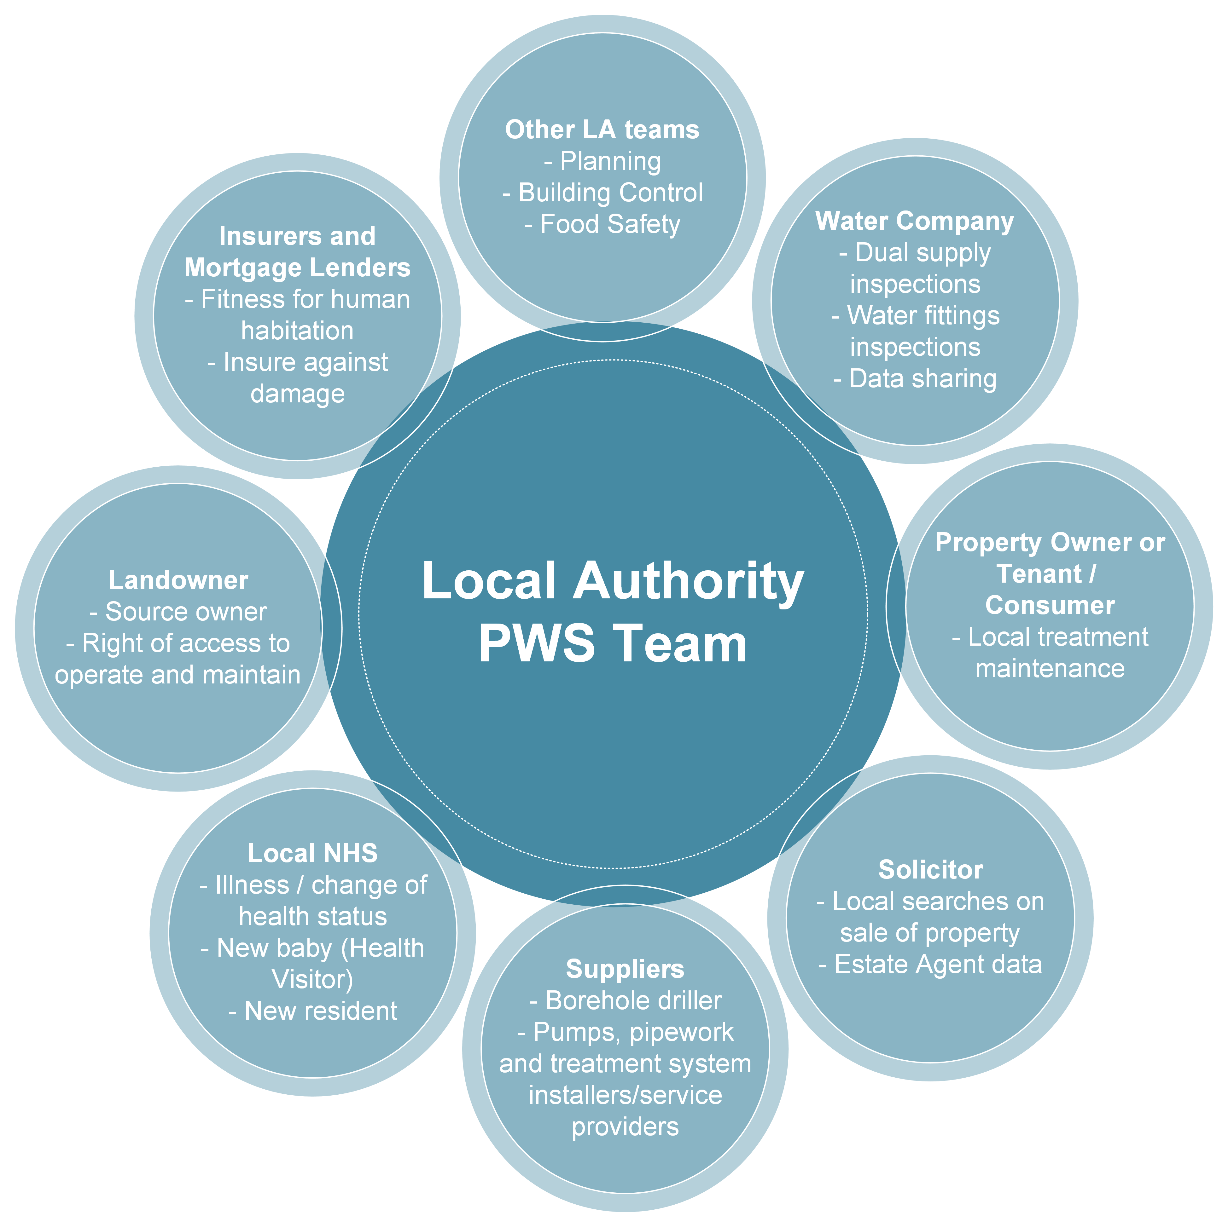 Other LA teams
- Planning
- Building Control
- Food Safety
Water Company
- Dual supply
inspections
- Water fittings
inspections
- Data sharing
Property Owner or
Tenant /
Consumer
- Local treatment
maintenance
Solicitor
- Local searches on
sale of property
- Estate Agent data
Suppliers
- Borehole driller
- Pumps, pipework
and treatment system
installers/service
providers
Local NHS
- Illness / change of
health status
- New baby (Health
Visitor)
- New resident
Landowner
- Source owner
- Right of access to
operate and maintain
Insurers and
Mortgage Lenders
- Fitness for human
habitation
- Insure against
damage
Local Authority
PWS Team